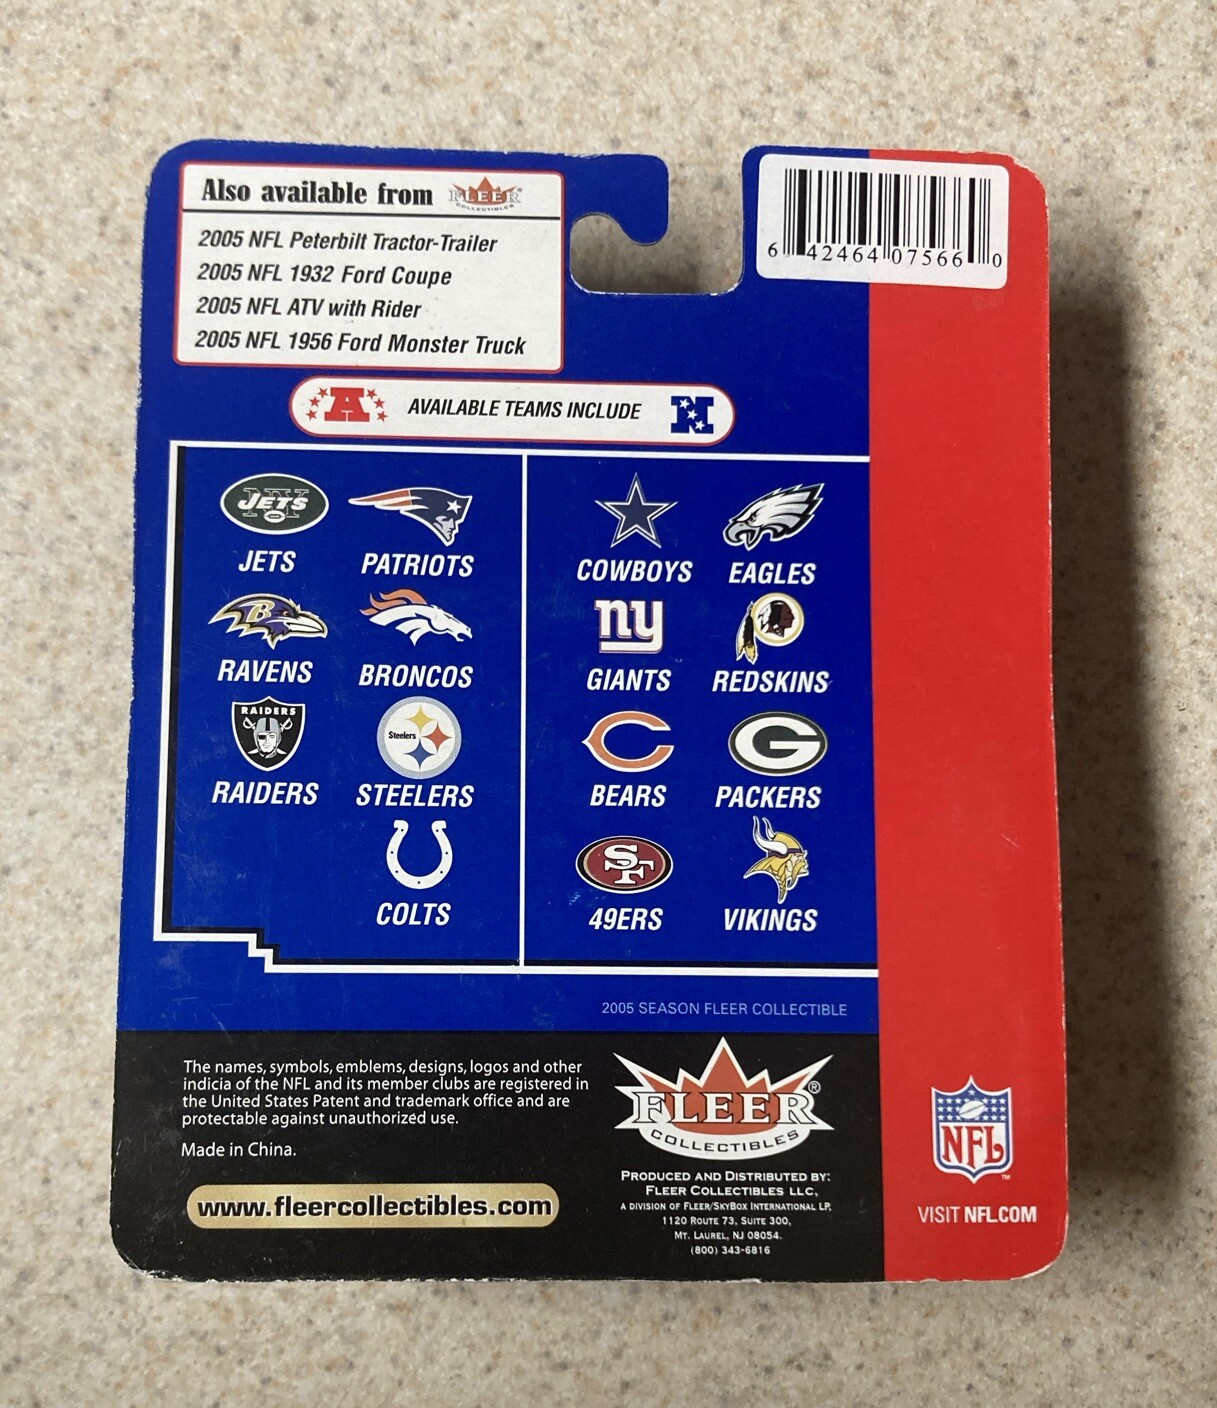 Also available from FLEER COLLECTIBLES
2005 NFL Peterbilt Tractor-Trailer
2005 NFL 1932 Ford Coupe
2005 NFL ATV with Rider
2005 NFL 1956 Ford Monster Truck
6 42464 07566 0
A AVAILABLE TEAMS INCLUDE N
NY JETS
JETS PATRIOTS
COWBOYS EAGLES
B
RAVENS BRONCOS
ny
GIANTS REDSKINS
RAIDERS
Steelers
RAIDERS STEELERS
C G
BEARS PACKERS
COLTS
SF
49ERS VIKINGS
2005 SEASON FLEER COLLECTIBLE
The names, symbols, emblems, designs, logos and other
indicia of the NFL and its member clubs are registered in
the United States Patent and trademark office and are
protectable against unauthorized use.
Made in China.
www.fleercollectibles.com
FLEER®
COLLECTIBLES
PRODUCED AND DISTRIBUTED BY:
FLEER COLLECTIBLES LLC,
A DIVISION OF FLEER/SKYBOX INTERNATIONAL LP,
1120 ROUTE 73, SUITE 300,
MT. LAUREL, NJ 08054.
(800) 343-6816
NFL
TM
VISIT NFL.COM